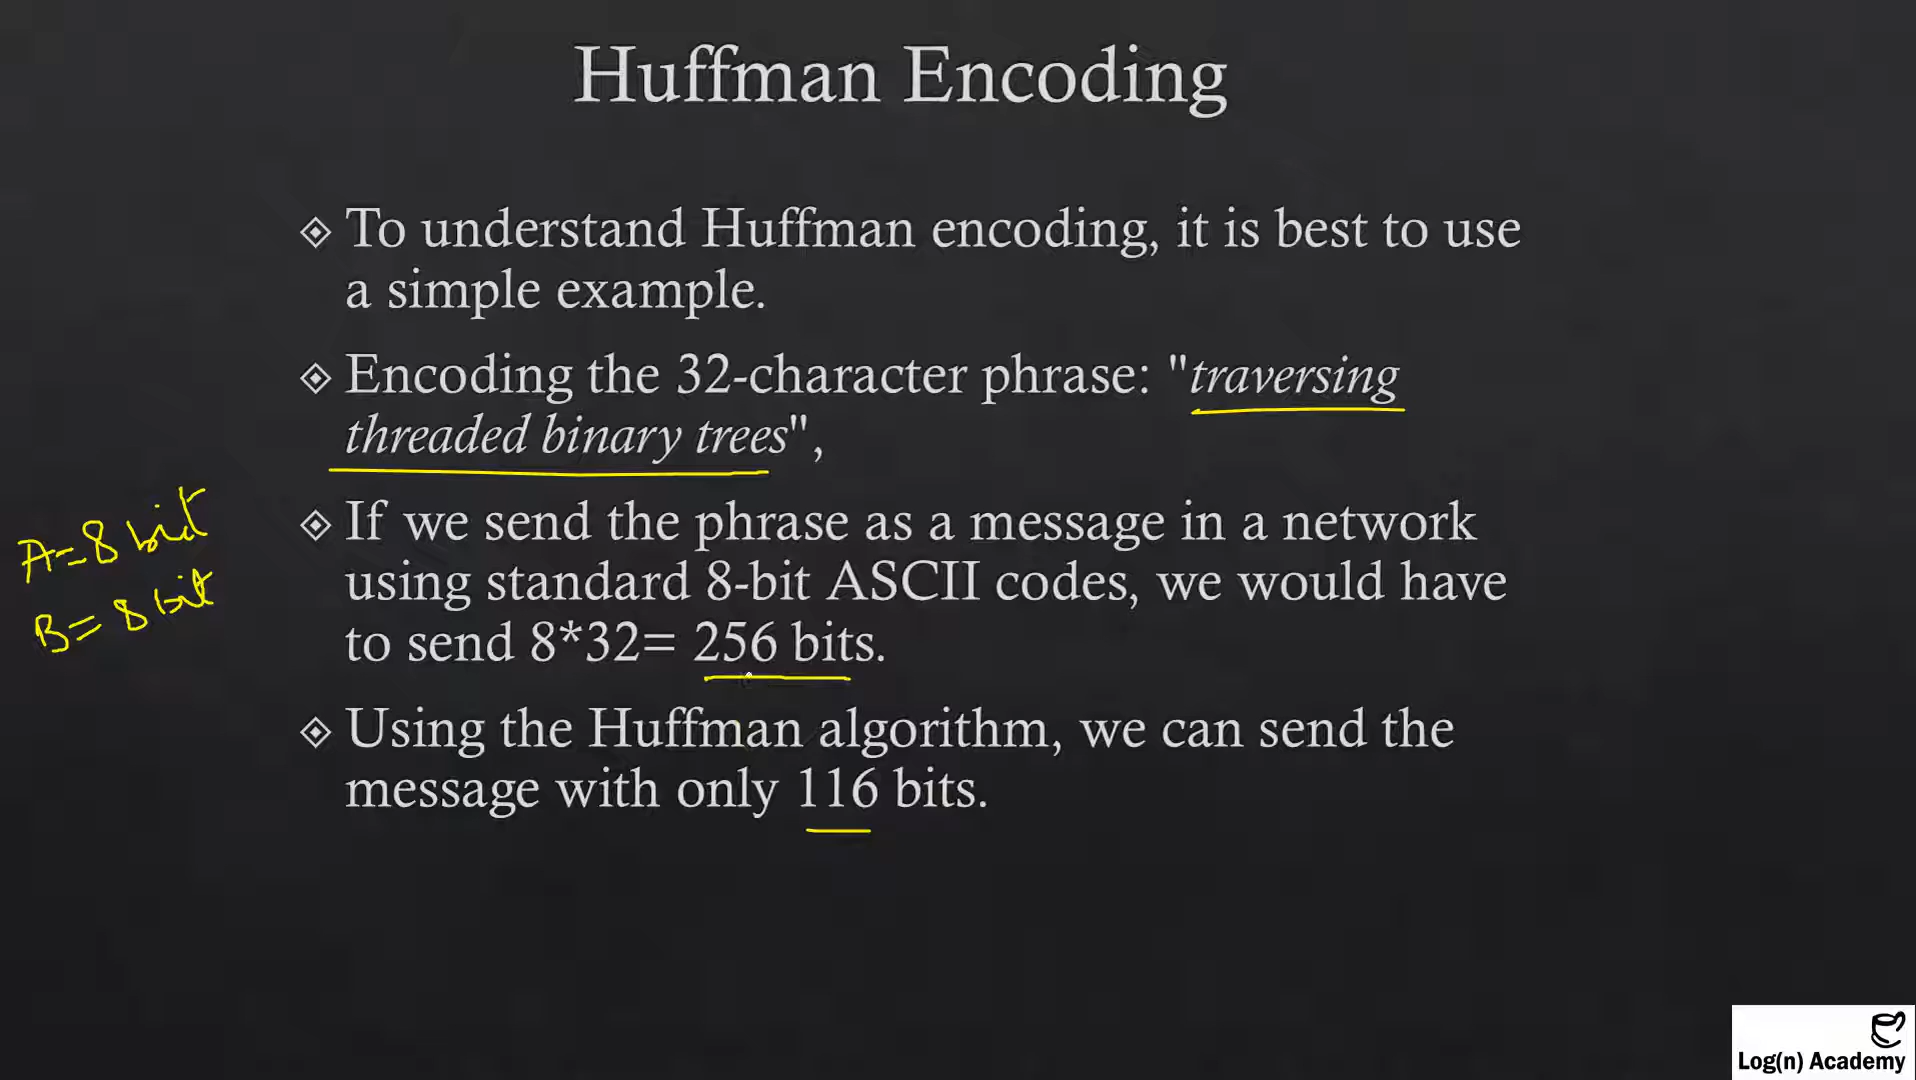 Huffman Encoding
To understand Huffman encoding, it is best to use
a simple example.
Encoding the 32-character phrase: "traversing
threaded binary trees",
If we send the phrase as a message in a network
using standard 8-bit ASCII codes, we would have
to send 8*32= 256 bits.
Using the Huffman algorithm, we can send the
message with only 116 bits.
A=8 bit
B=8 bit
Log(n) Academy